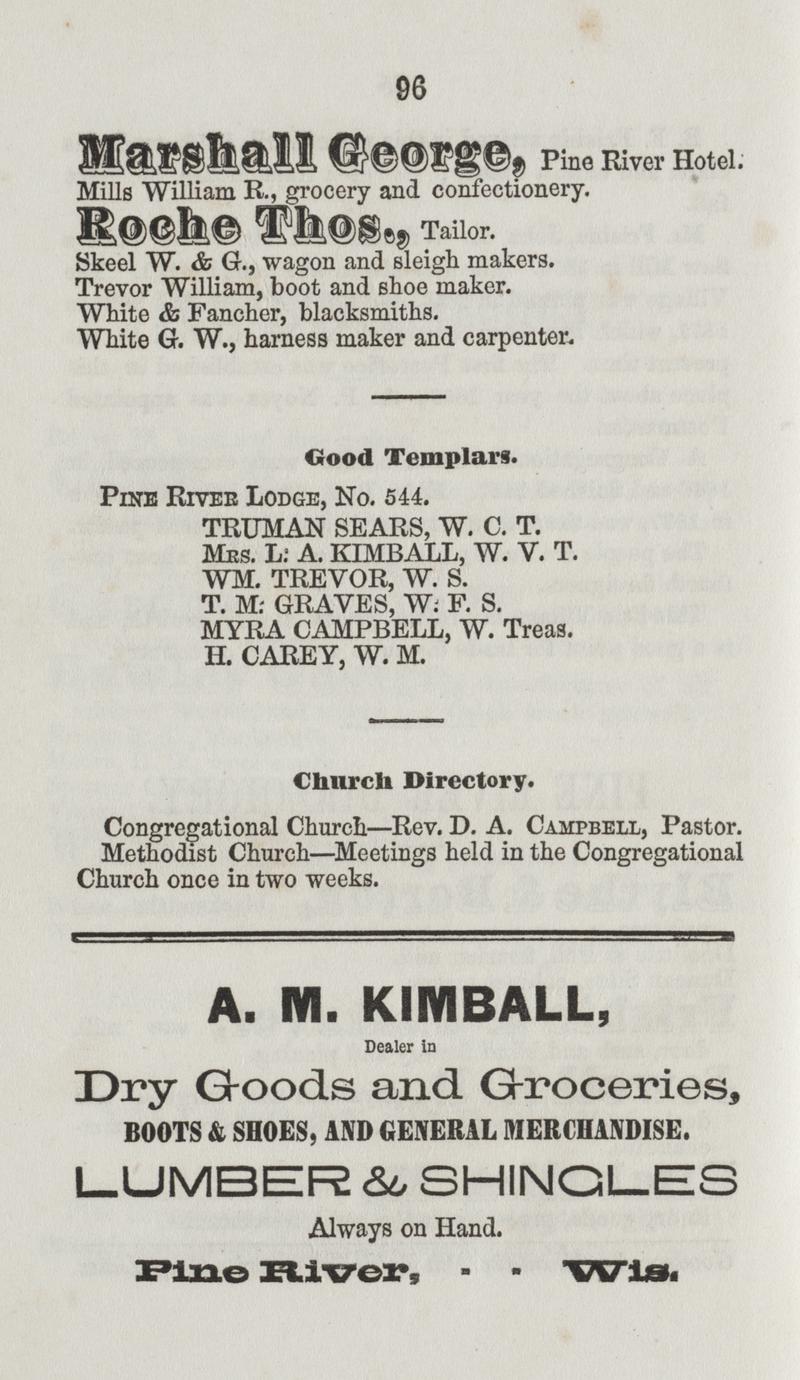 96
Marshall George, Pine River Hotel.
Mills William R., grocery and confectionery.
Roche Thos., Tailor.
Skeel W. & G., wagon and sleigh makers.
Trevor William, boot and shoe maker.
White & Fancher, blacksmiths.
White G. W., harness maker and carpenter.
Good Templars.
PINE RIVER LODGE, No. 544.
TRUMAN SEARS, W. C. T.
MRS. L: A. KIMBALL, W. V. T.
WM. TREVOR, W. S.
T. M: GRAVES, W: F. S.
MYRA CAMPBELL, W. Treas.
H. CAREY, W. M.
Church Directory.
Congregational Church—Rev. D. A. CAMPBELL, Pastor.
Methodist Church—Meetings held in the Congregational
Church once in two weeks.
A. M. KIMBALL,
Dealer in
Dry Goods and Groceries,
BOOTS & SHOES, AND GENERAL MERCHANDISE.
LUMBER & SHINGLES
Always on Hand.
Pine River, - - Wis.